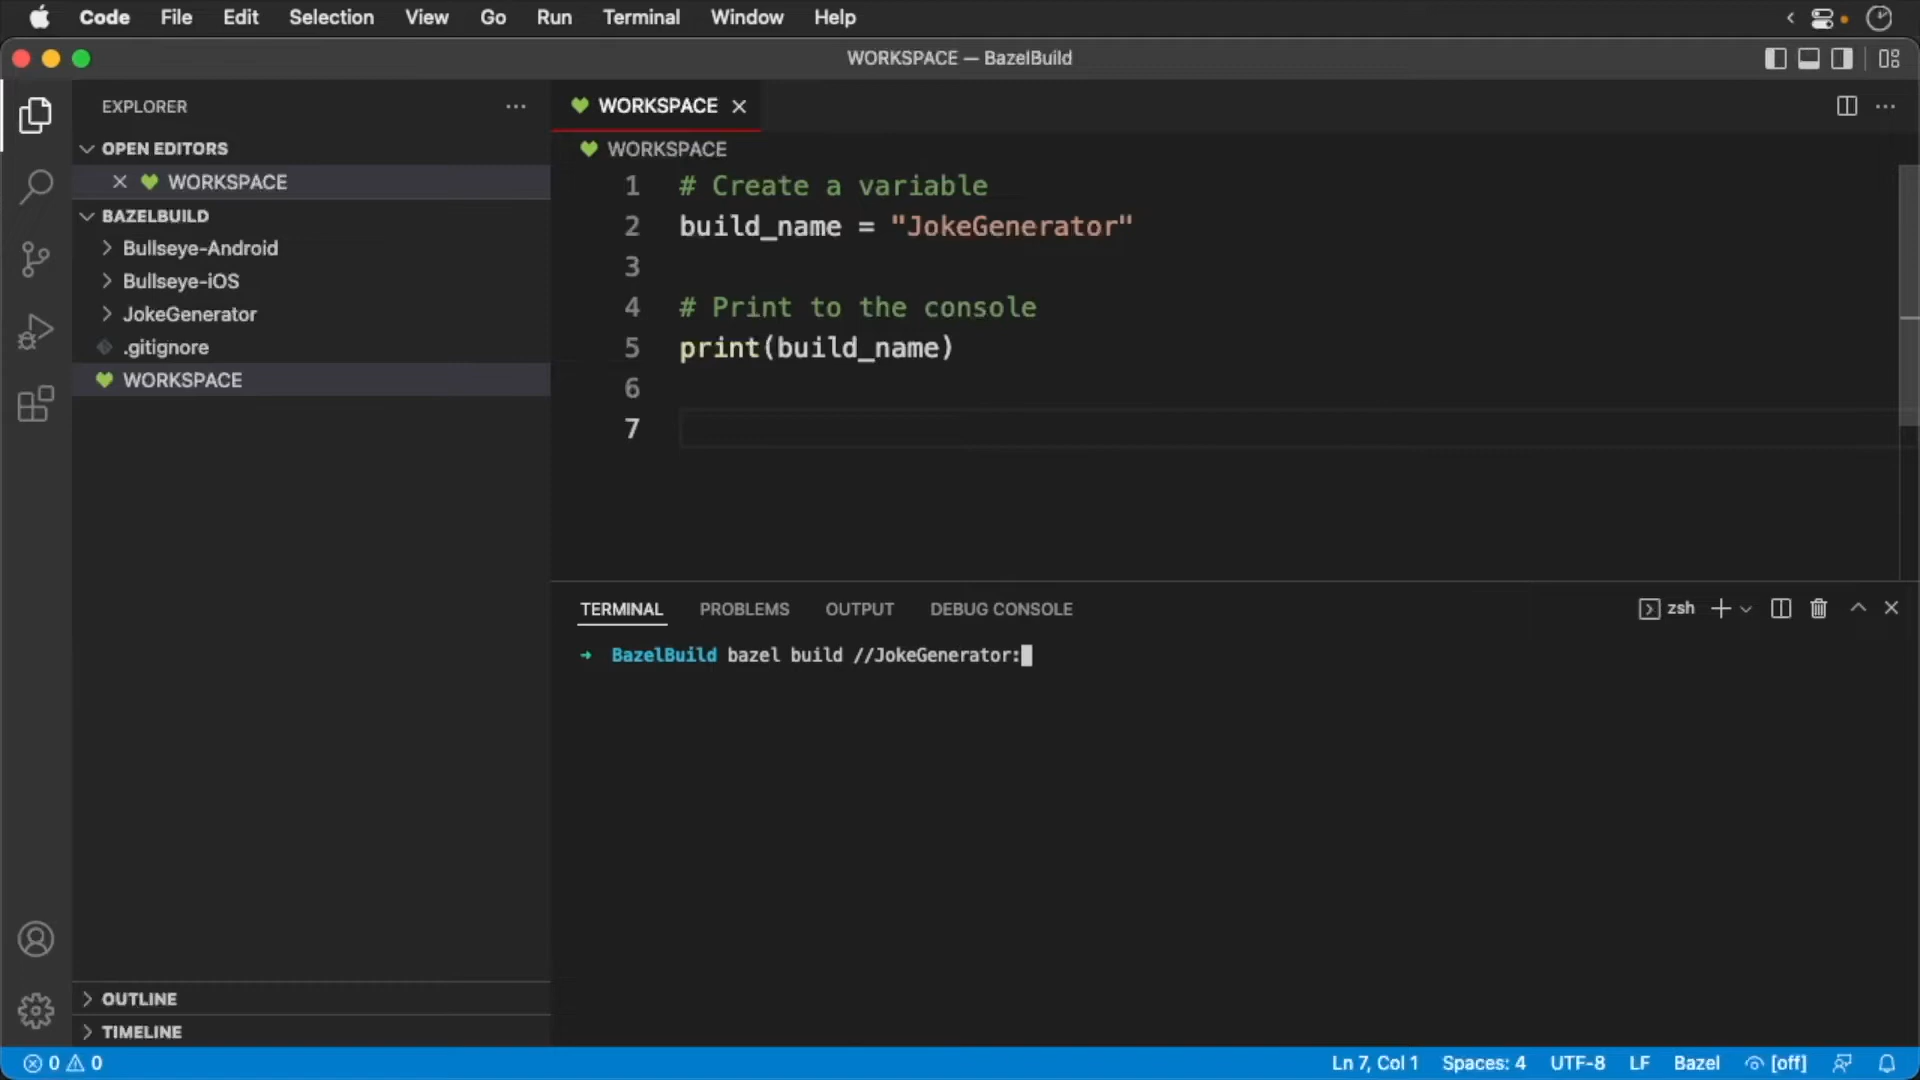 Code File Edit Selection View Go Run Terminal Window Help
WORKSPACE — BazelBuild
EXPLORER
OPEN EDITORS
WORKSPACE
BAZELBUILD
Bullseye-Android
Bullseye-iOS
JokeGenerator
.gitignore
WORKSPACE
OUTLINE
TIMELINE
WORKSPACE
WORKSPACE
1 # Create a variable
2 build_name = "JokeGenerator"
3
4 # Print to the console
5 print(build_name)
6
7
TERMINAL PROBLEMS OUTPUT DEBUG CONSOLE
zsh
BazelBuild bazel build //JokeGenerator:
0 0
Ln 7, Col 1 Spaces: 4 UTF-8 LF Bazel [off]